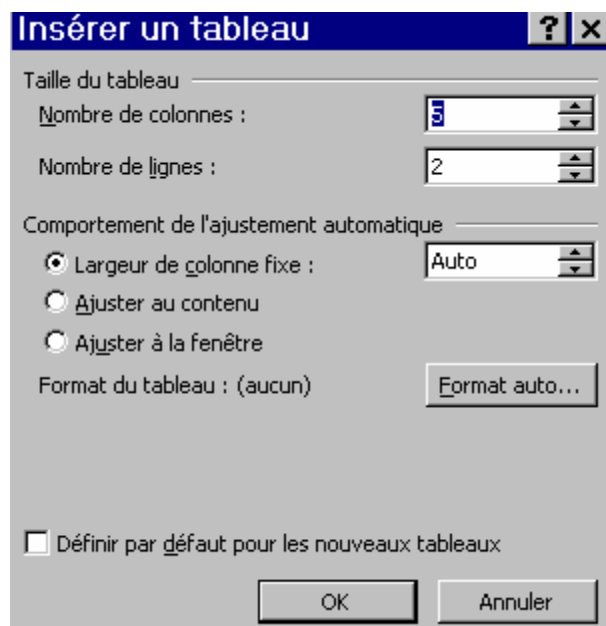 Insérer un tableau
Taille du tableau
Nombre de colonnes : 5
Nombre de lignes : 2
Comportement de l'ajustement automatique
Largeur de colonne fixe : Auto
Ajuster au contenu
Ajuster à la fenêtre
Format du tableau : (aucun) Format auto...
Définir par défaut pour les nouveaux tableaux
OK Annuler